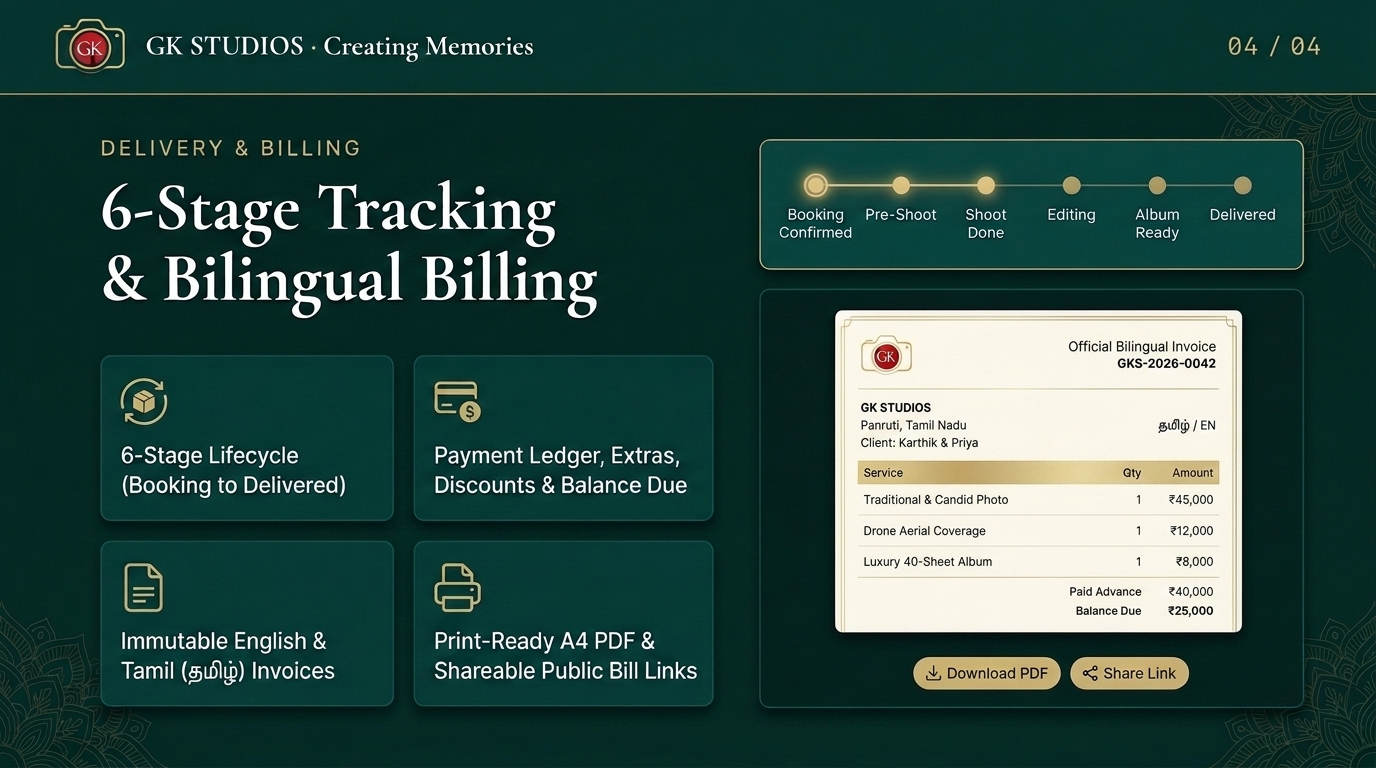 GK
GK STUDIOS · Creating Memories
04 / 04
DELIVERY & BILLING
6-Stage Tracking
& Bilingual Billing
6-Stage Lifecycle
(Booking to Delivered)
Payment Ledger, Extras,
Discounts & Balance Due
Immutable English &
Tamil (தமிழ்) Invoices
Print-Ready A4 PDF &
Shareable Public Bill Links
Booking Confirmed
Pre-Shoot
Shoot Done
Editing
Album Ready
Delivered
GK
Official Bilingual Invoice
GKS-2026-0042
GK STUDIOS
Panruti, Tamil Nadu
தமிழ் / EN
Client: Karthik & Priya
Service Qty Amount
Traditional & Candid Photo 1 ₹45,000
Drone Aerial Coverage 1 ₹12,000
Luxury 40-Sheet Album 1 ₹8,000
Paid Advance ₹40,000
Balance Due ₹25,000
Download PDF
Share Link